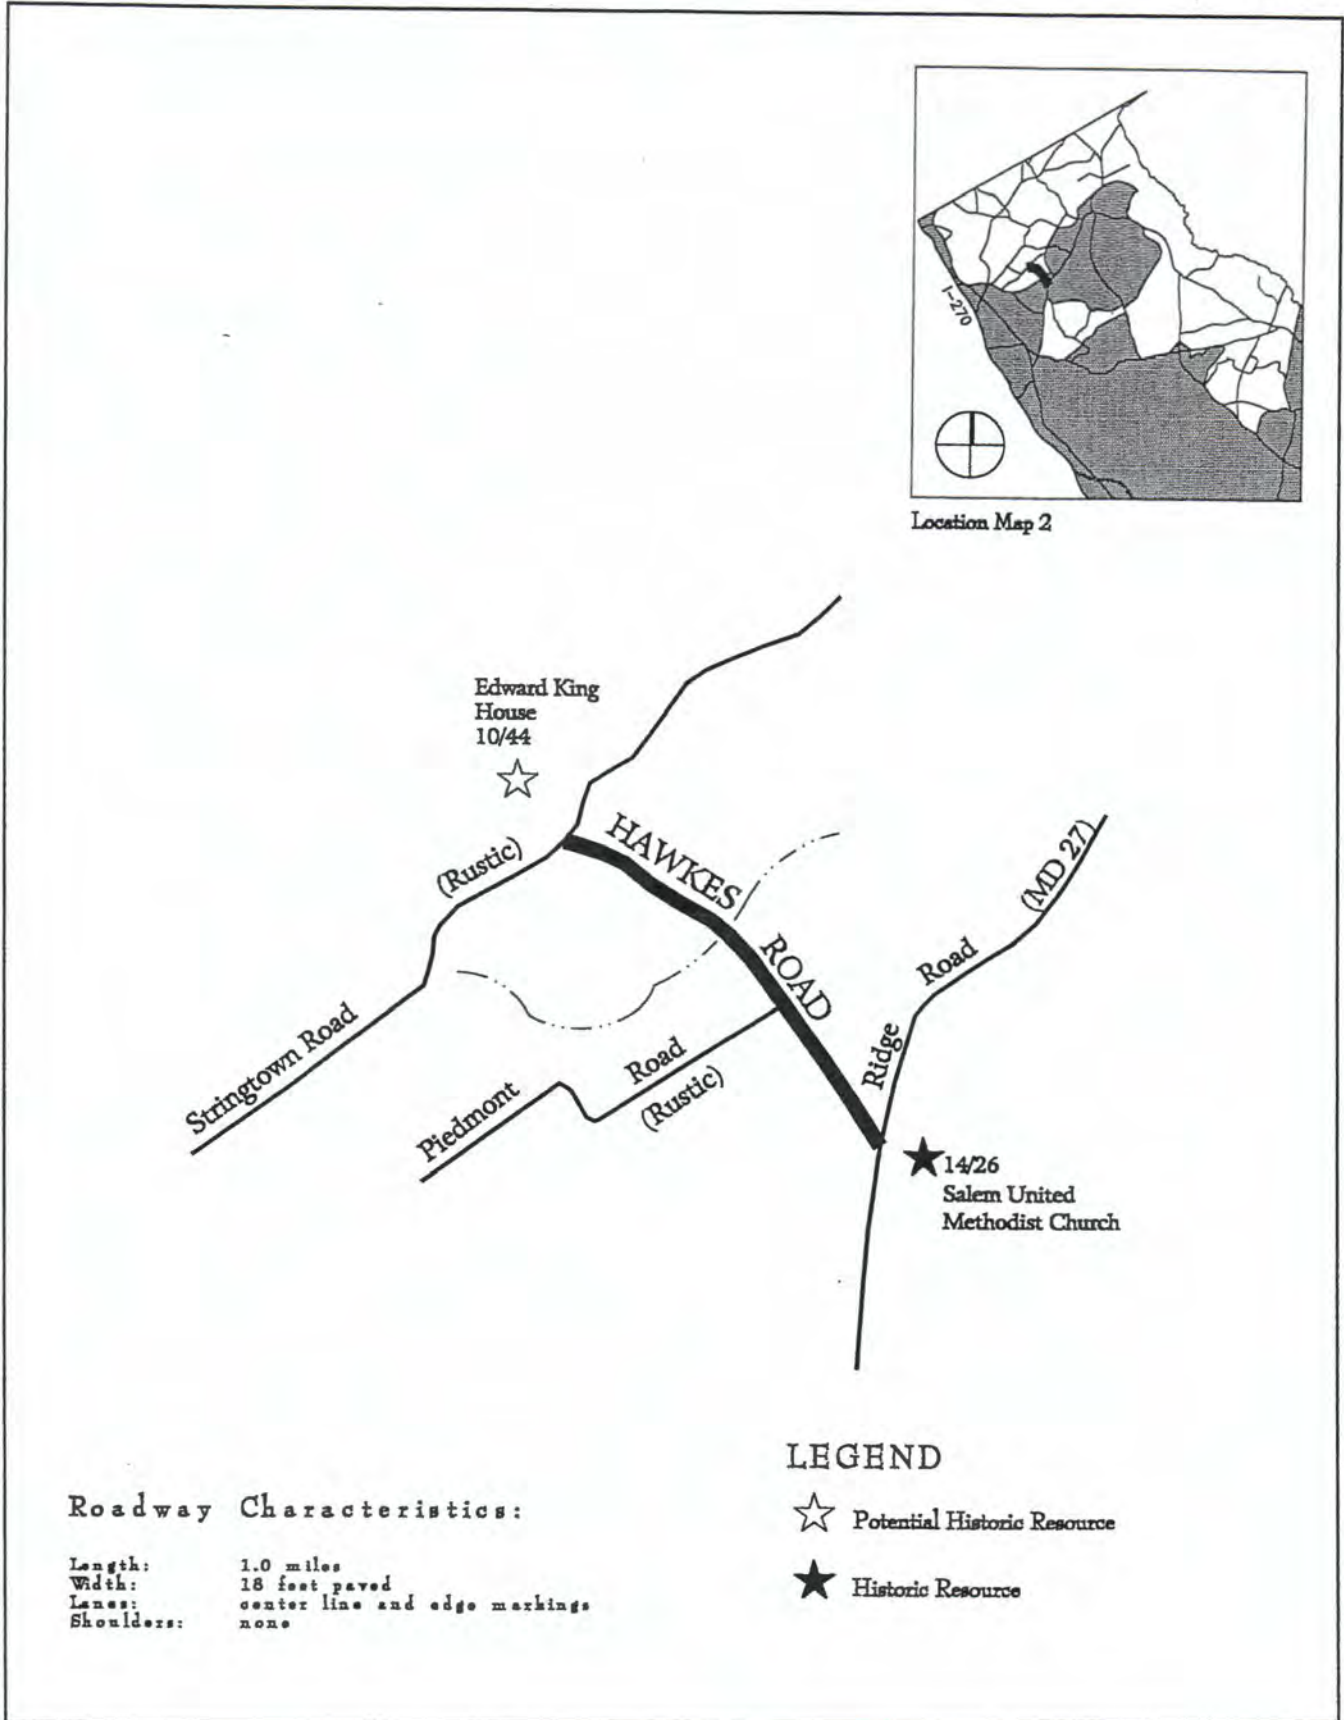 I-270
Location Map 2
Edward King
House
10/44
(Rustic)
HAWKES ROAD
Stringtown Road
Piedmont Road
(Rustic)
Ridge Road (MD 27)
14/26
Salem United
Methodist Church
LEGEND
Potential Historic Resource
Historic Resource
Roadway Characteristics:
Length: 1.0 miles
Width: 18 feet paved
Lanes: center line and edge markings
Shoulders: none